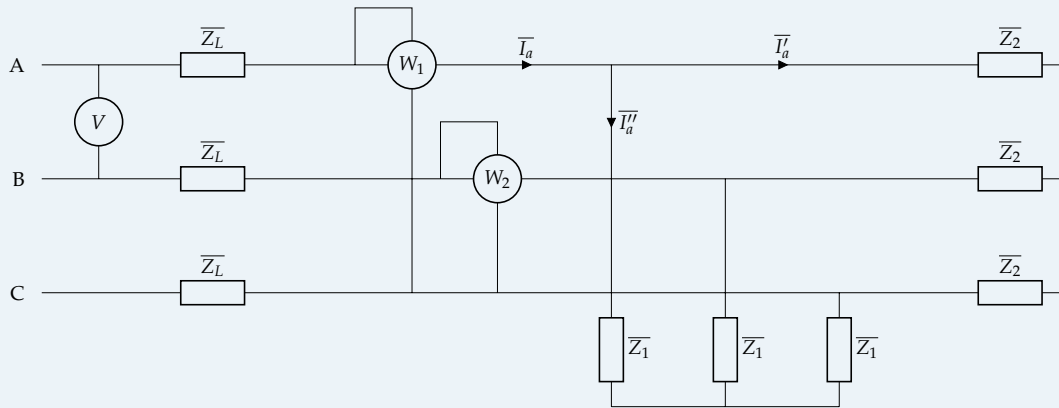 A
$\overline{Z_L}$
$W_1$
$\overline{I_a}$
$\overline{I_a'}$
$\overline{Z_2}$
V
$\overline{I_a''}$
B
$\overline{Z_L}$
$W_2$
$\overline{Z_2}$
C
$\overline{Z_L}$
$\overline{Z_2}$
$\overline{Z_1}$
$\overline{Z_1}$
$\overline{Z_1}$